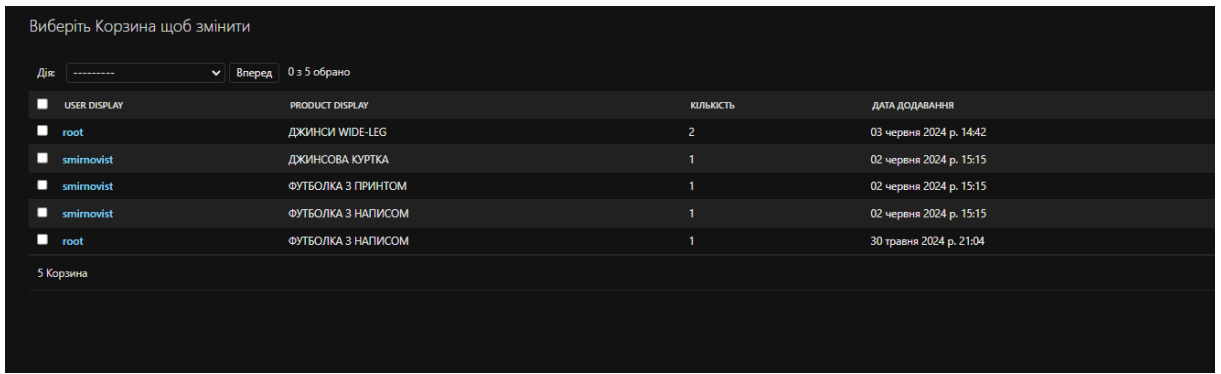 Виберіть Корзина щоб змінити
Дія: --------- Вперед 0 з 5 обрано
USER DISPLAY PRODUCT DISPLAY КІЛЬКІСТЬ ДАТА ДОДАВАННЯ
root ДЖИНСИ WIDE-LEG 2 03 червня 2024 р. 14:42
smirnovist ДЖИНСОВА КУРТКА 1 02 червня 2024 р. 15:15
smirnovist ФУТБОЛКА З ПРИНТОМ 1 02 червня 2024 р. 15:15
smirnovist ФУТБОЛКА З НАПИСОМ 1 02 червня 2024 р. 15:15
root ФУТБОЛКА З НАПИСОМ 1 30 травня 2024 р. 21:04
5 Корзина